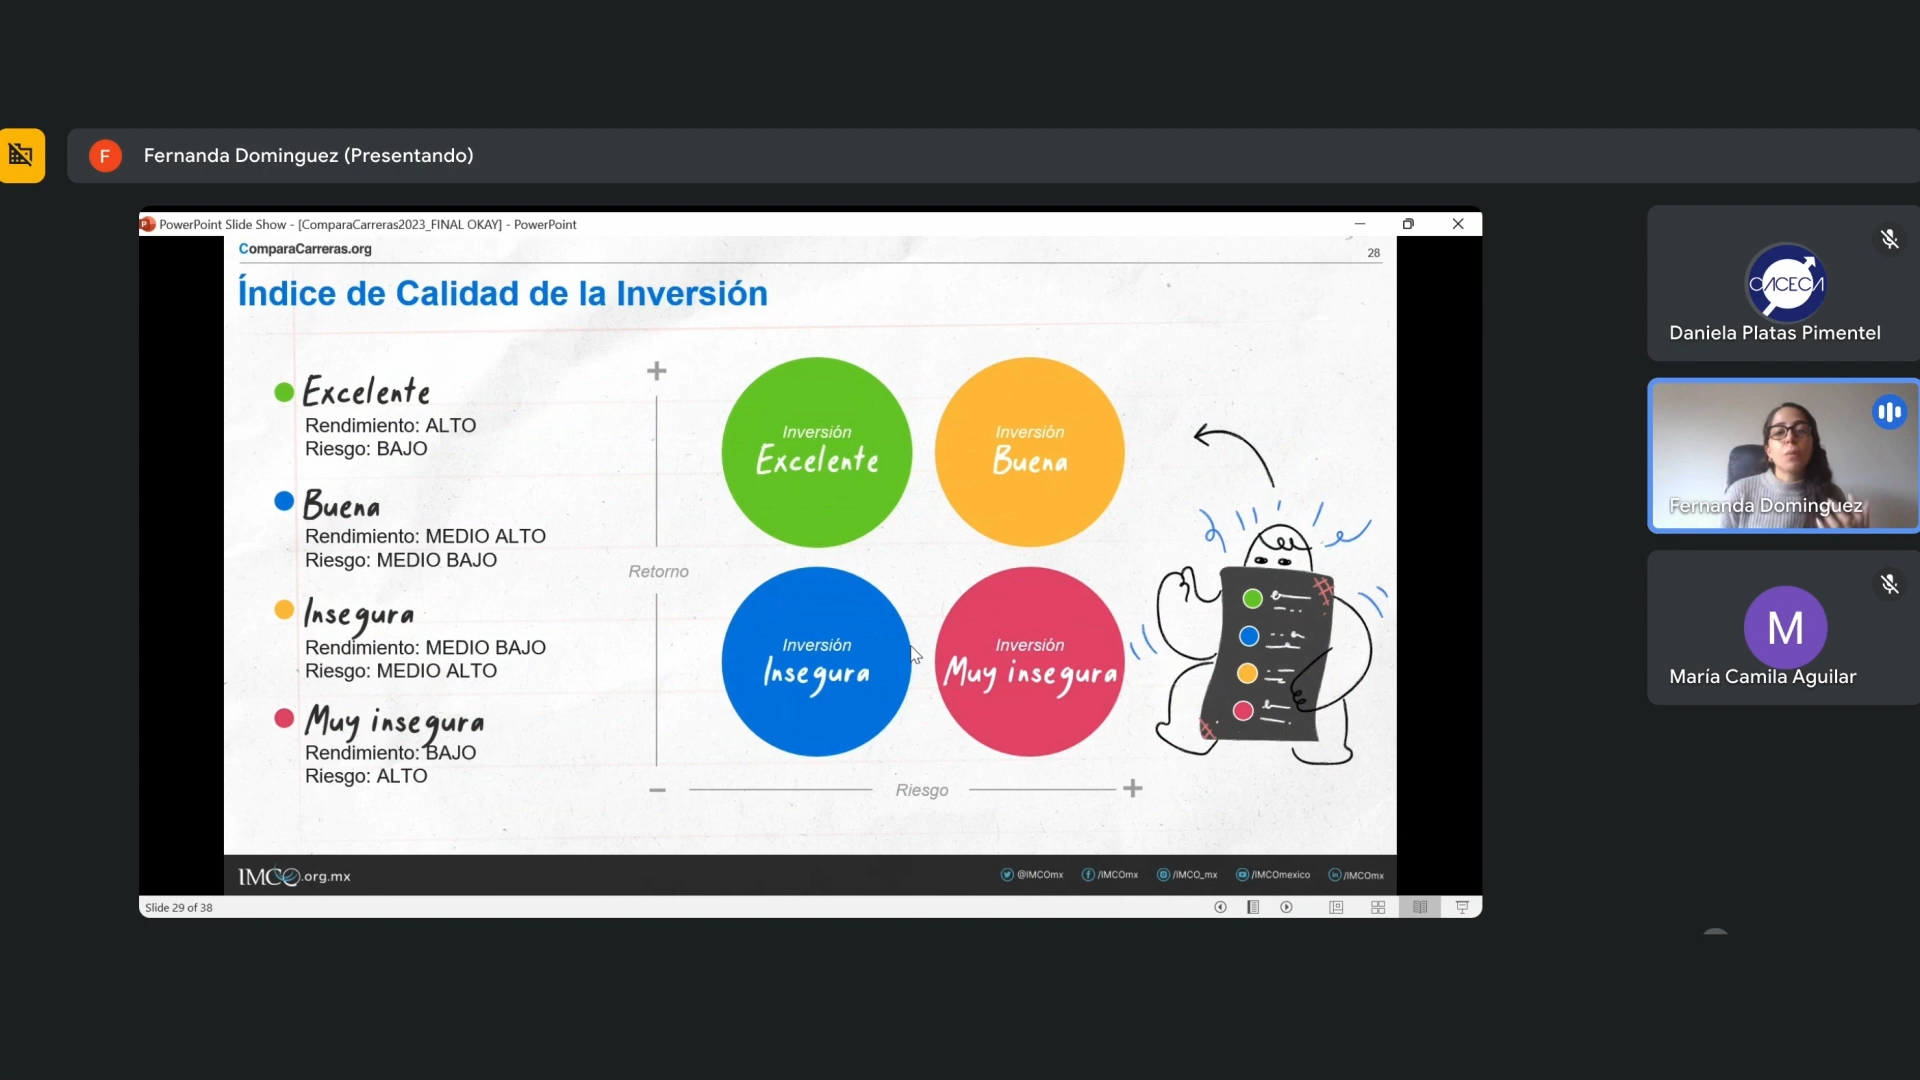 F
Fernanda Dominguez (Presentando)
PowerPoint Slide Show - [ComparaCarreras2023_FINAL OKAY] - PowerPoint
ComparaCarreras.org
28
Índice de Calidad de la Inversión
Excelente
Rendimiento: ALTO
Riesgo: BAJO
Buena
Rendimiento: MEDIO ALTO
Riesgo: MEDIO BAJO
Insegura
Rendimiento: MEDIO BAJO
Riesgo: MEDIO ALTO
Muy insegura
Rendimiento: BAJO
Riesgo: ALTO
+
Retorno
−
Riesgo
+
Inversión
Excelente
Inversión
Buena
Inversión
Insegura
Inversión
Muy insegura
IMCO.org.mx
@IMCOmx
/IMCOmx
/IMCO_mx
/IMCOmexico
/IMCOmx
Slide 29 of 38
CACECA
Daniela Platas Pimentel
Fernanda Dominguez
M
María Camila Aguilar